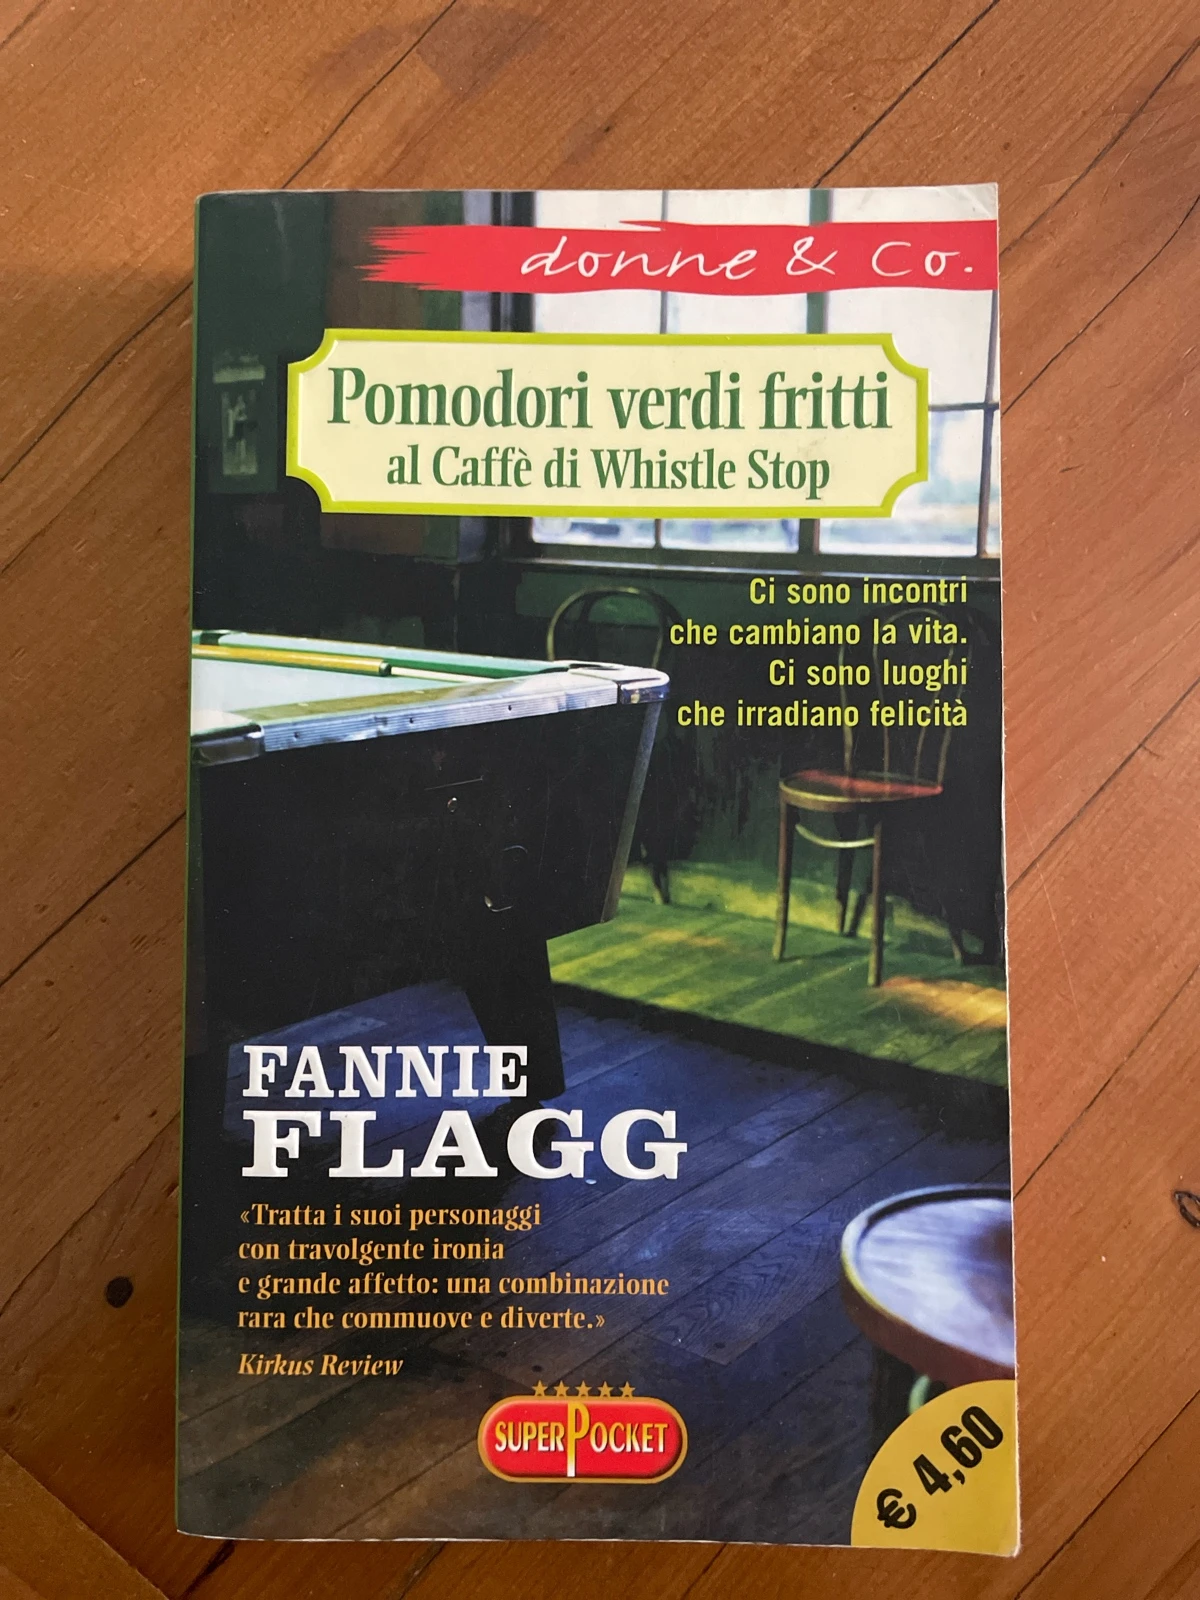 donne & Co.
Pomodori verdi fritti
al Caffè di Whistle Stop
Ci sono incontri
che cambiano la vita.
Ci sono luoghi
che irradiano felicità
FANNIE
FLAGG
«Tratta i suoi personaggi
con travolgente ironia
e grande affetto: una combinazione
rara che commuove e diverte.»
Kirkus Review
SUPERPOCKET
€ 4,60